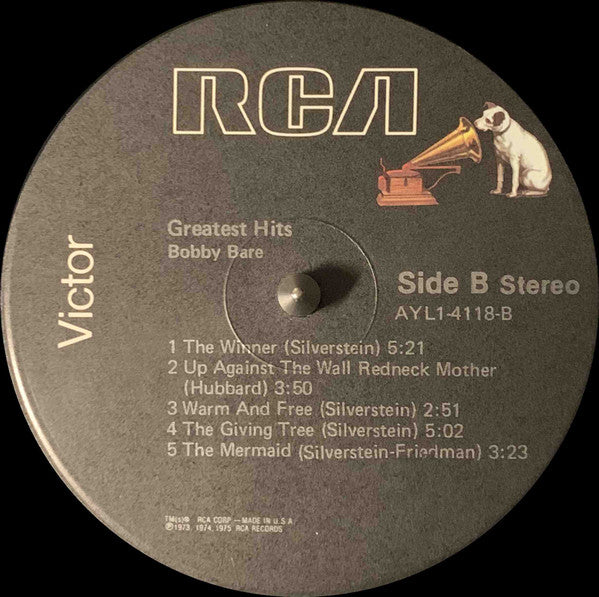 RCA
Victor
Greatest Hits
Bobby Bare
Side B Stereo
AYL1-4118-B
1 The Winner (Silverstein) 5:21
2 Up Against The Wall Redneck Mother
(Hubbard) 3:50
3 Warm And Free (Silverstein) 2:51
4 The Giving Tree (Silverstein) 5:02
5 The Mermaid (Silverstein-Friedman) 3:23
TM(s)® RCA CORP — MADE IN U.S.A
℗1973, 1974, 1975 RCA RECORDS